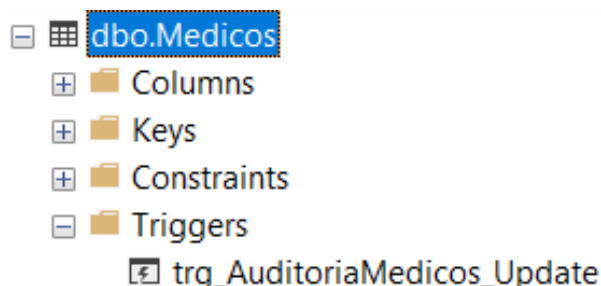 dbo.Medicos
Columns
Keys
Constraints
Triggers
trg_AuditoriaMedicos_Update